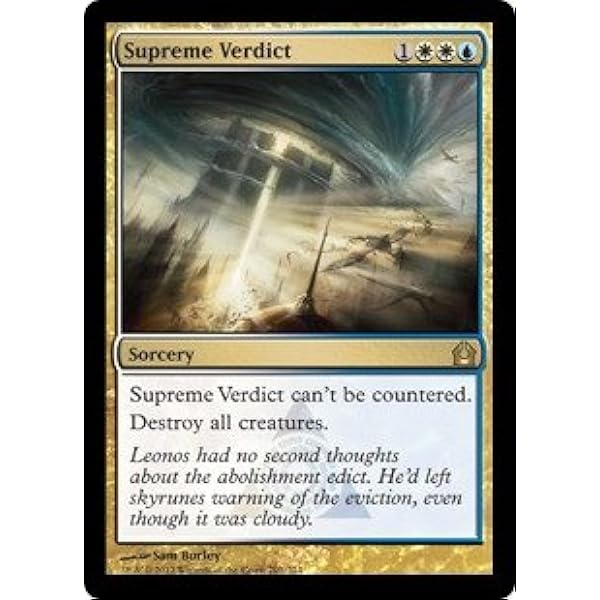 Supreme Verdict 1
Sorcery
Supreme Verdict can't be countered.
Destroy all creatures.
Leonos had no second thoughts
about the abolishment edict. He'd left
skyrunes warning of the eviction, even
though it was cloudy.
Sam Burley